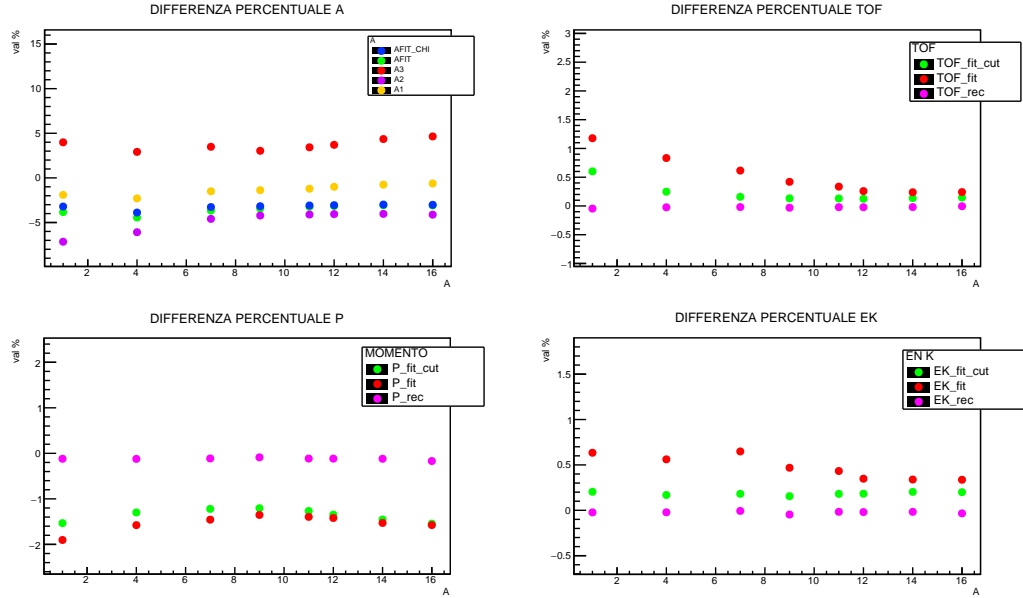 DIFFERENZA PERCENTUALE A
val %
15
10
5
0
−5
2 4 6 8 10 12 14 16
A
A
AFIT_CHI
AFIT
A3
A2
A1
DIFFERENZA PERCENTUALE TOF
val %
3
2.5
2
1.5
1
0.5
0
−0.5
−1
2 4 6 8 10 12 14 16
A
TOF
TOF_fit_cut
TOF_fit
TOF_rec
DIFFERENZA PERCENTUALE P
val %
2
1
0
−1
−2
2 4 6 8 10 12 14 16
A
MOMENTO
P_fit_cut
P_fit
P_rec
DIFFERENZA PERCENTUALE EK
val %
1.5
1
0.5
0
−0.5
2 4 6 8 10 12 14 16
A
EN K
EK_fit_cut
EK_fit
EK_rec